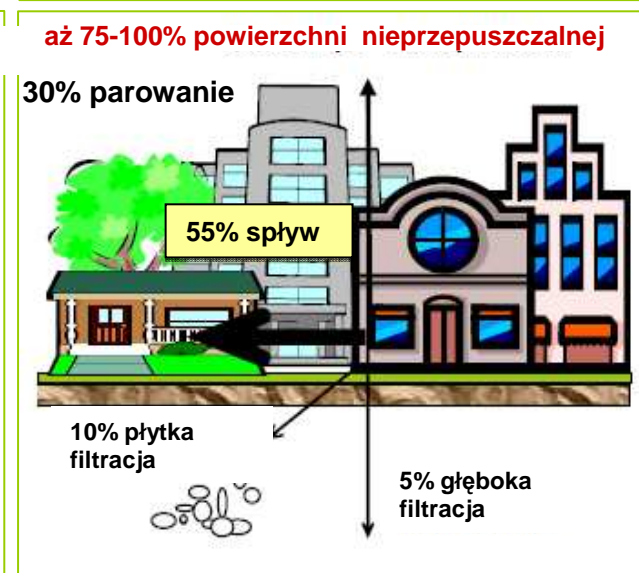 aż 75-100% powierzchni nieprzepuszczalnej
30% parowanie
55% spływ
10% płytka
filtracja
5% głęboka
filtracja